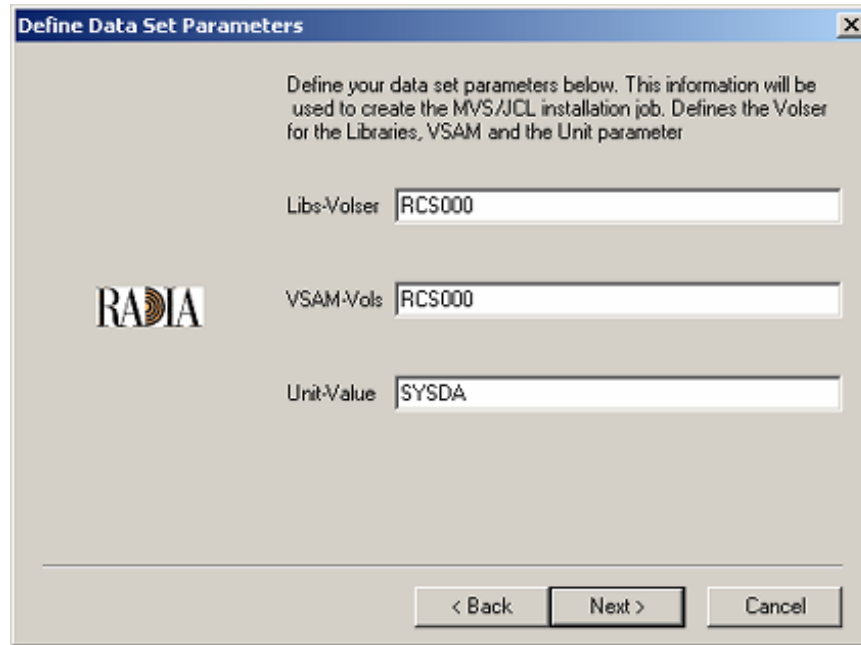 Define Data Set Parameters
Define your data set parameters below. This information will be
used to create the MVS/JCL installation job. Defines the Volser
for the Libraries, VSAM and the Unit parameter
Libs-Volser RCS000
RADIA
VSAM-Vols RCS000
Unit-Value SYSDA
< Back Next > Cancel